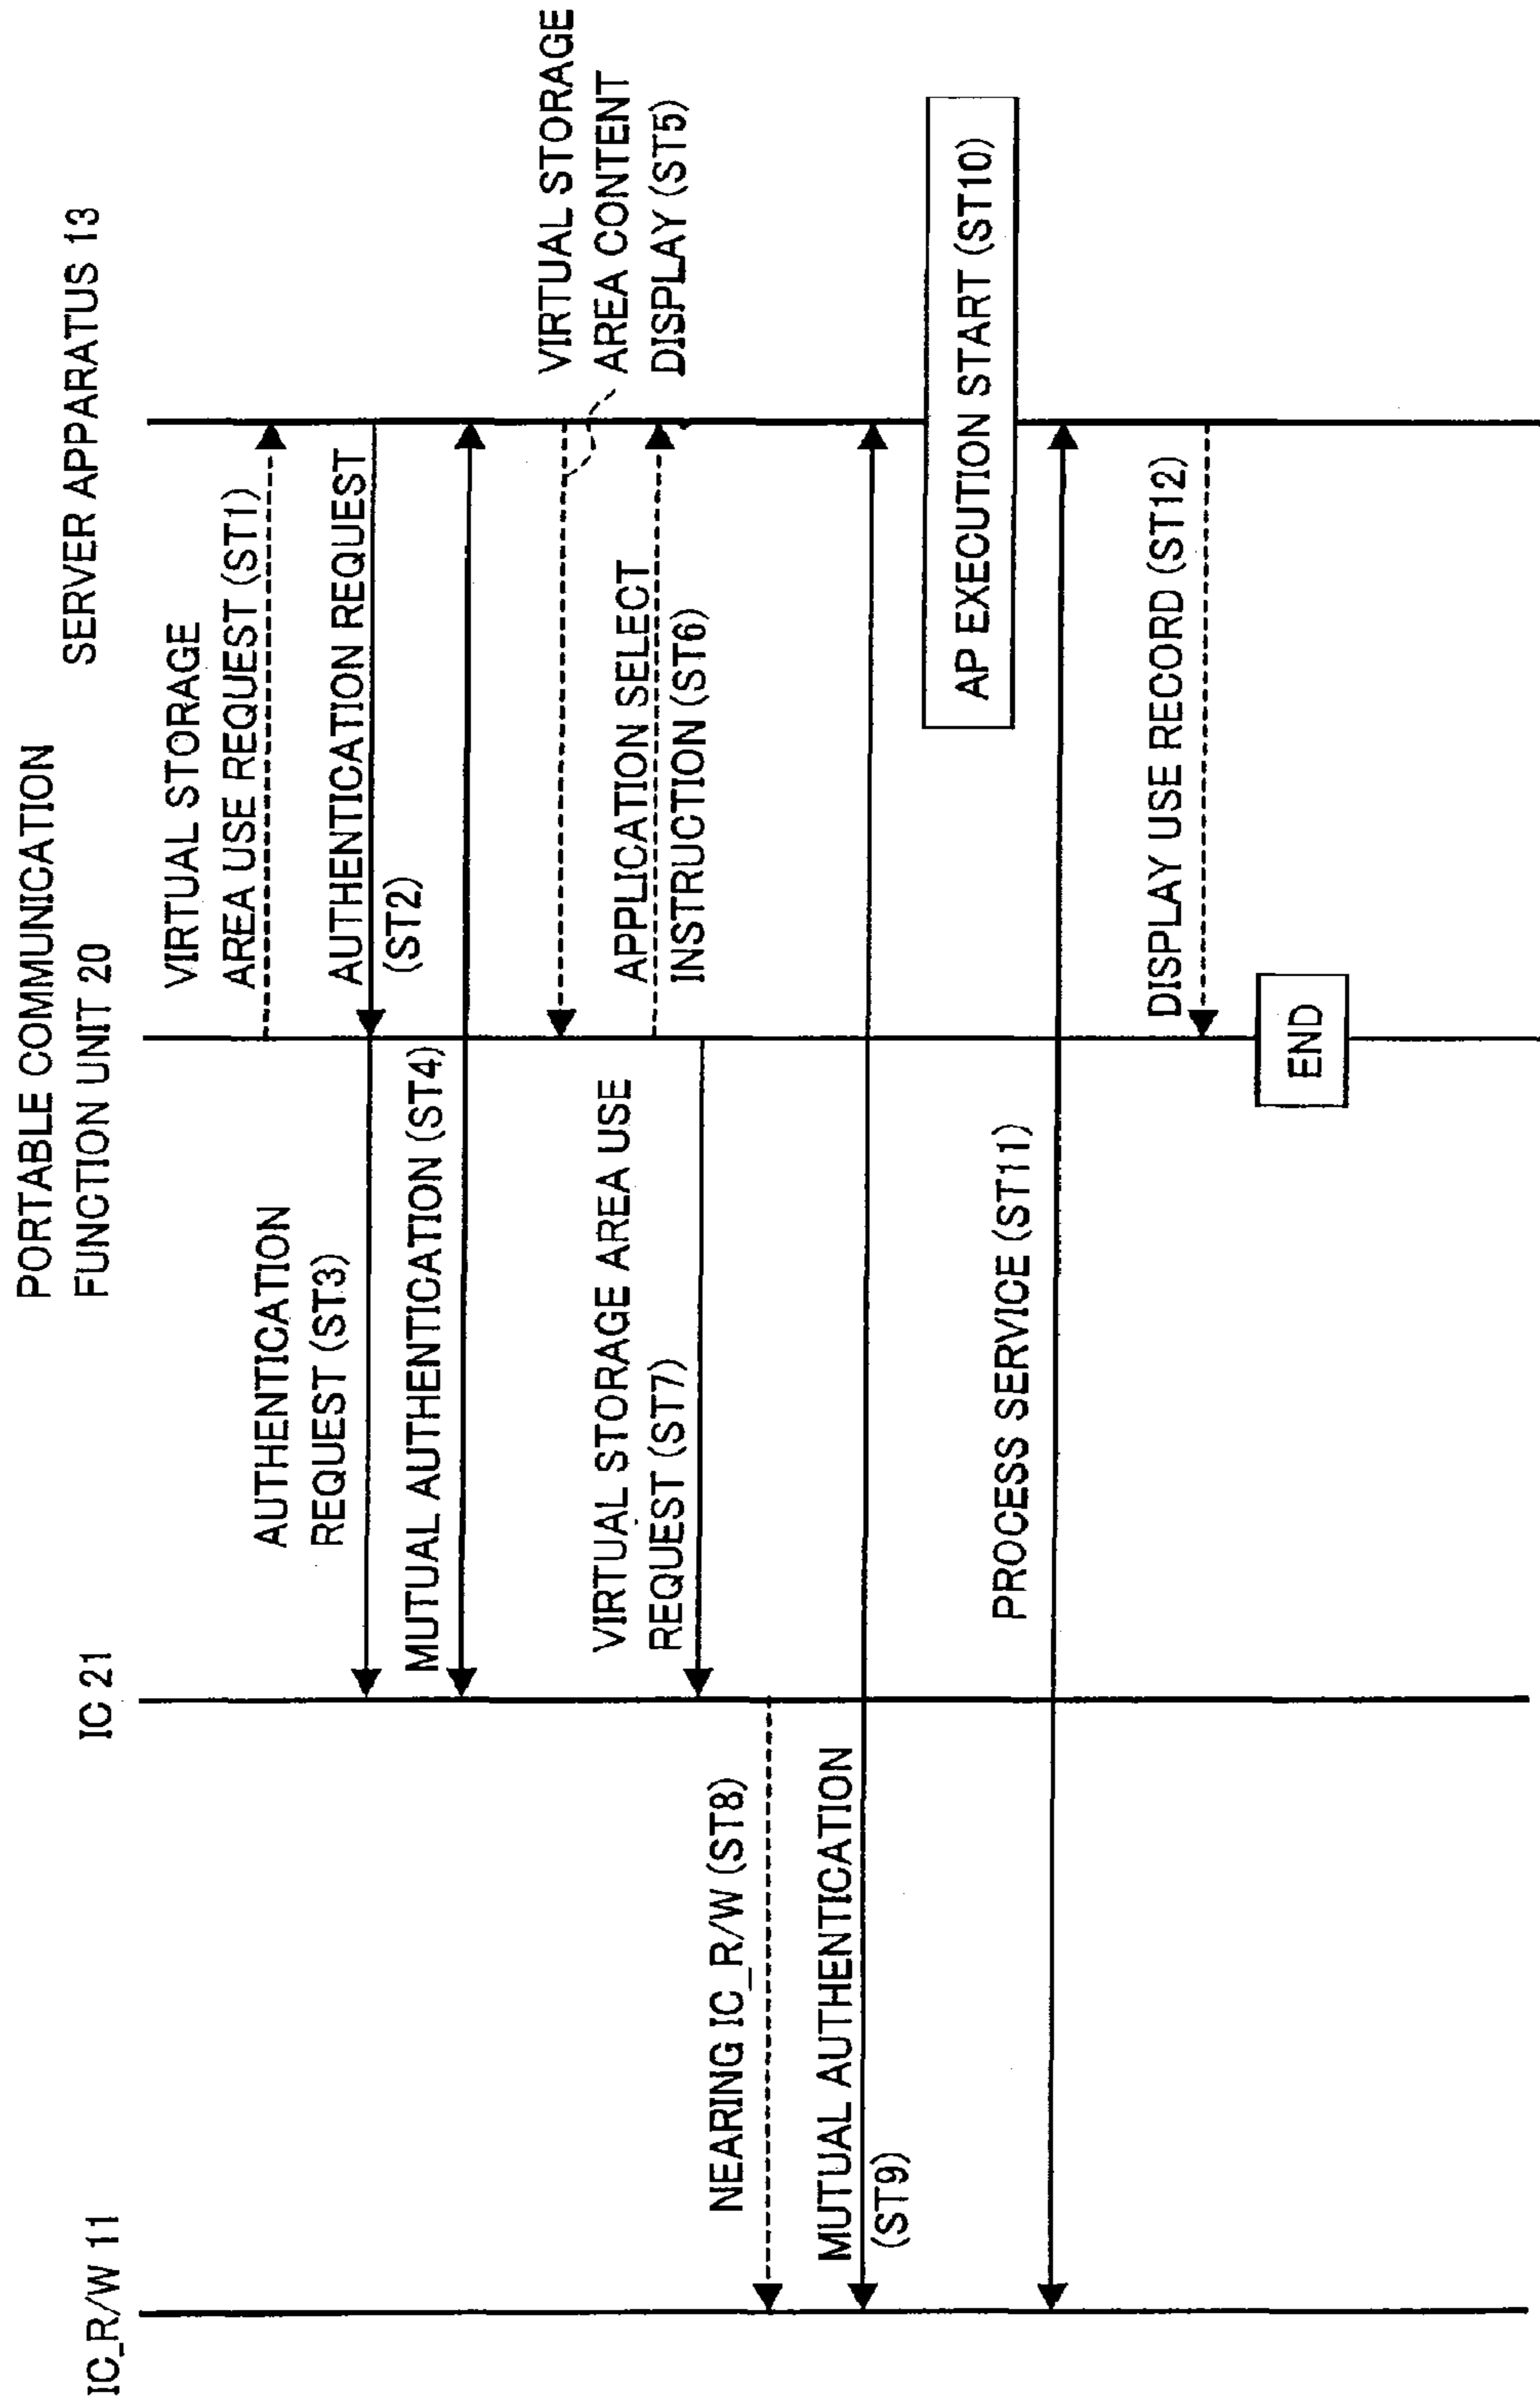 IC_R/W 11
IC 21
PORTABLE COMMUNICATION
FUNCTION UNIT 20
SERVER APPARATUS 13
VIRTUAL STORAGE
AREA USE REQUEST (ST1)
AUTHENTICATION REQUEST
(ST2)
AUTHENTICATION
REQUEST (ST3)
MUTUAL AUTHENTICATION (ST4)
VIRTUAL STORAGE
AREA CONTENT
DISPLAY (ST5)
APPLICATION SELECT
INSTRUCTION (ST6)
VIRTUAL STORAGE AREA USE
REQUEST (ST7)
NEARING IC_R/W (ST8)
MUTUAL AUTHENTICATION
(ST9)
AP EXECUTION START (ST10)
PROCESS SERVICE (ST11)
DISPLAY USE RECORD (ST12)
END